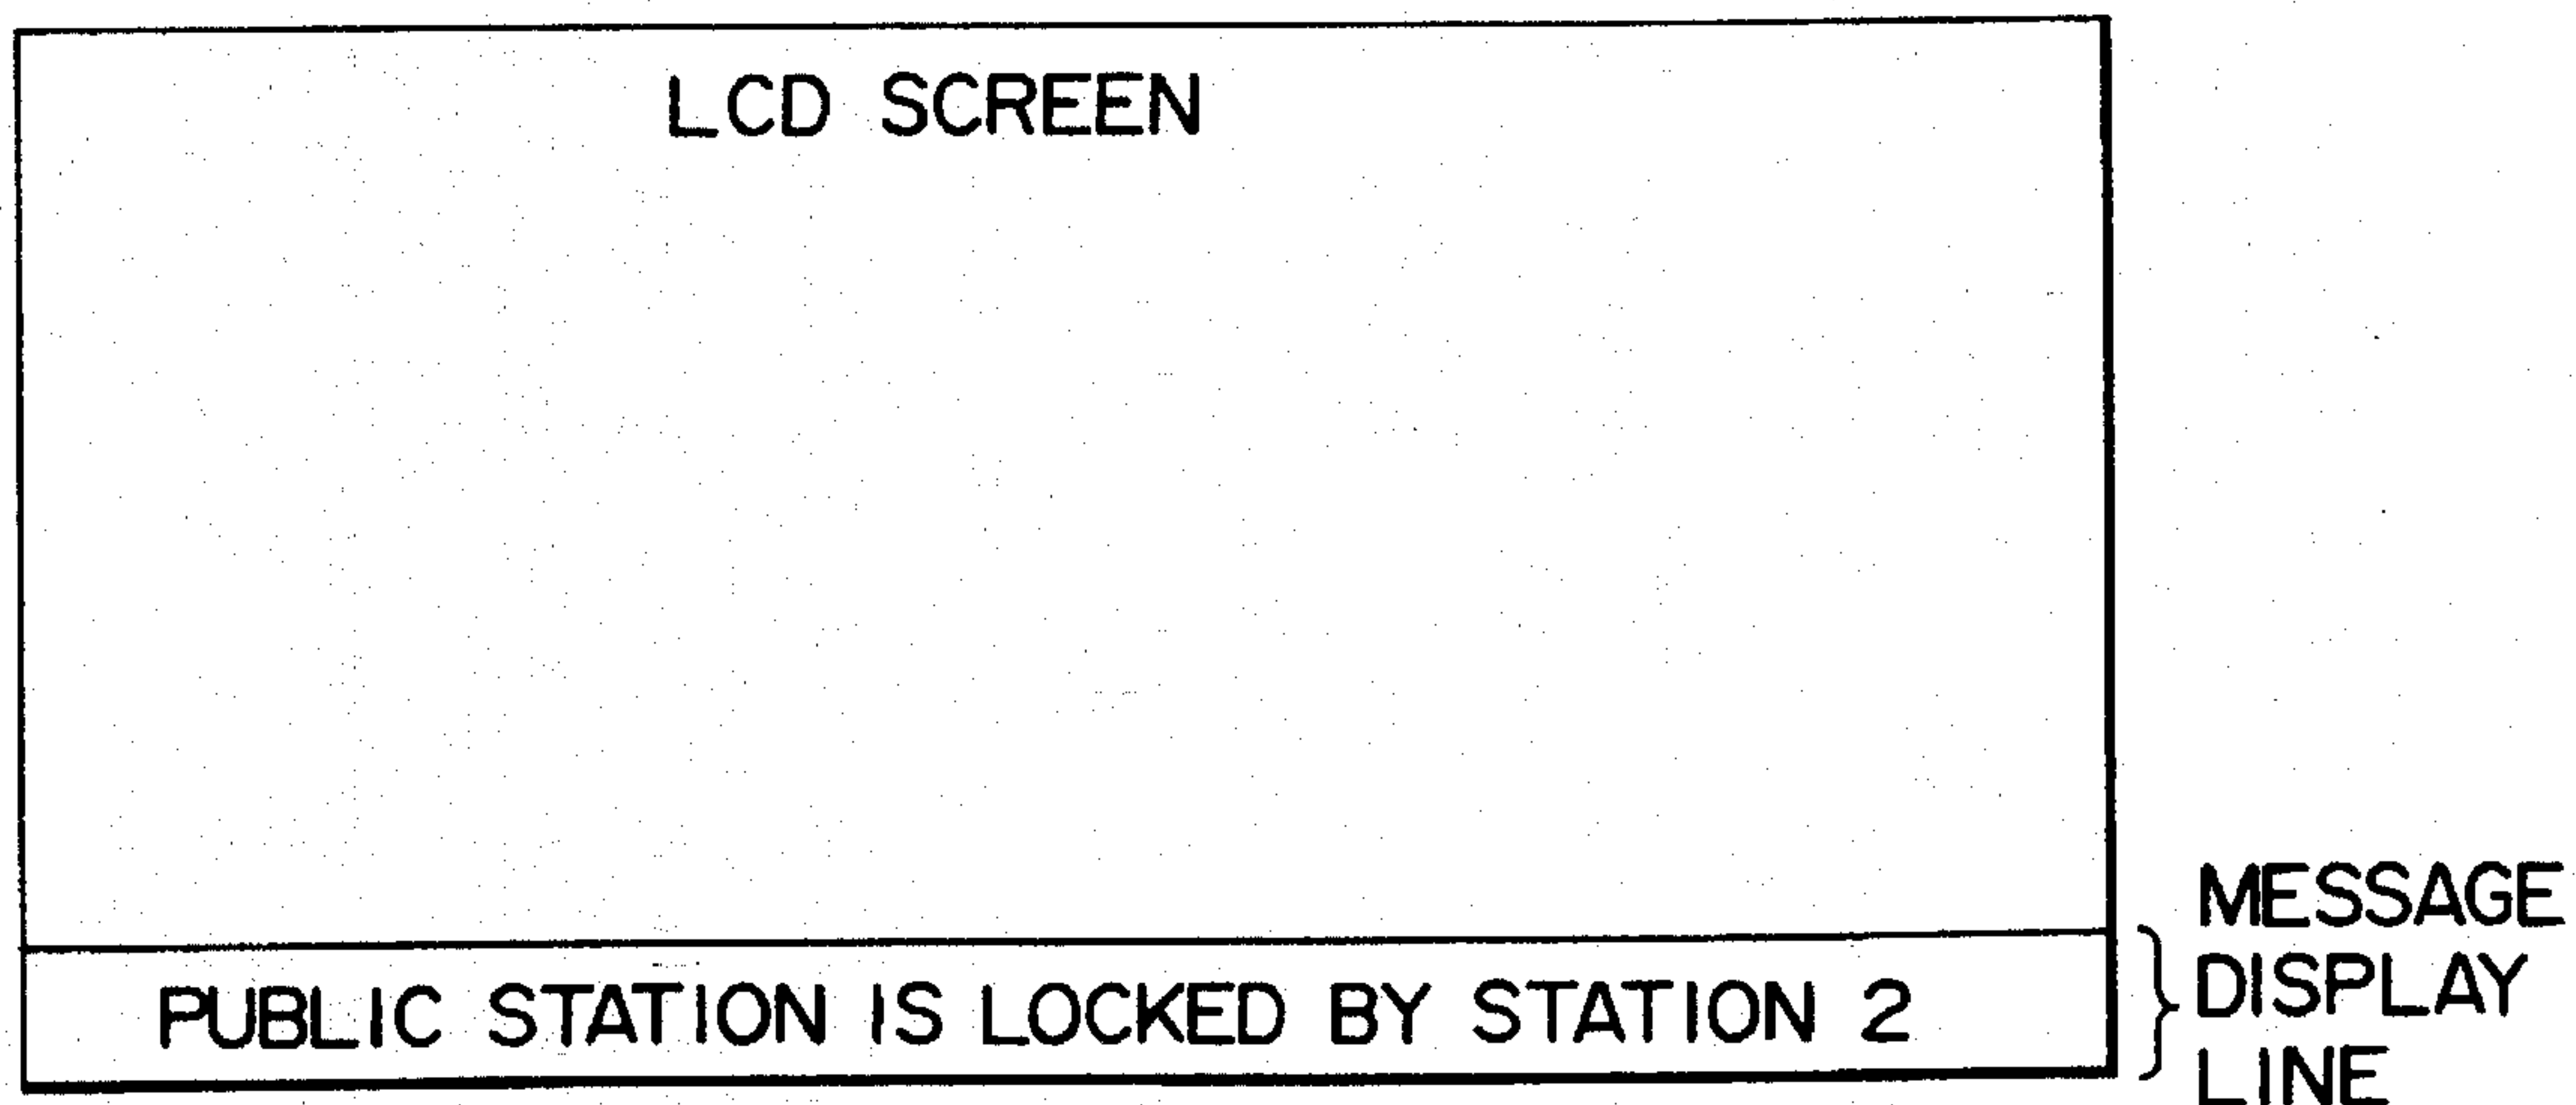 LCD SCREEN
PUBLIC STATION IS LOCKED BY STATION 2
MESSAGE
DISPLAY
LINE